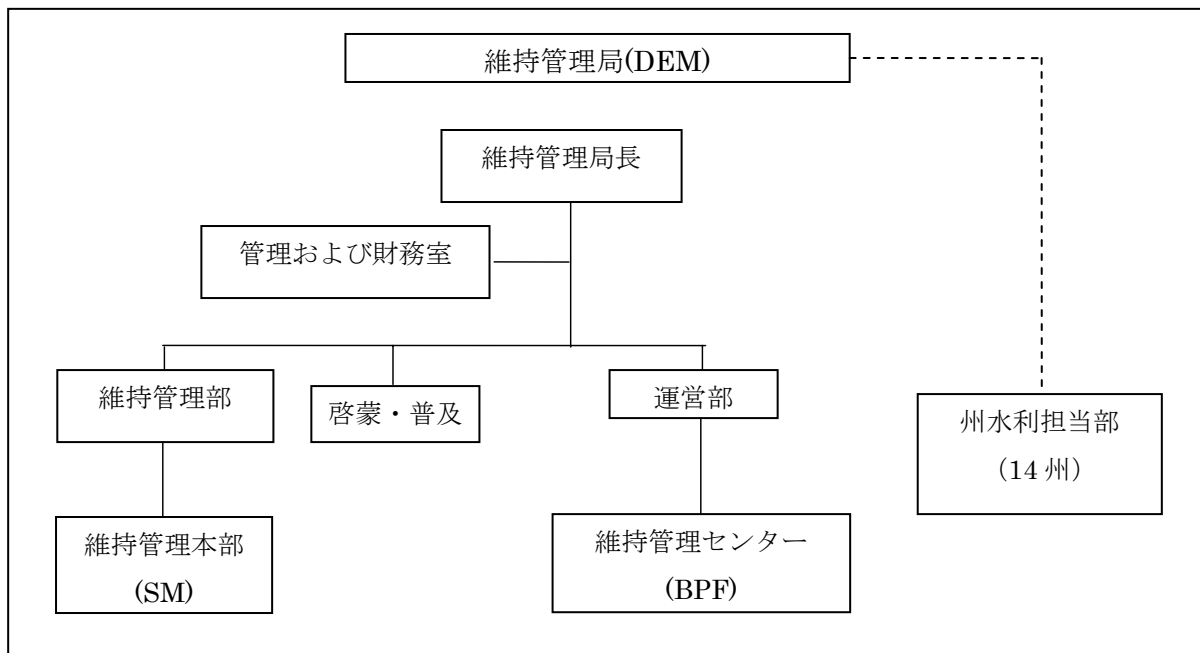 維持管理局(DEM)
維持管理局長
管理および財務室
維持管理部
啓蒙・普及
運営部
州水利担当部
（14 州）
維持管理本部
(SM)
維持管理センター
(BPF)